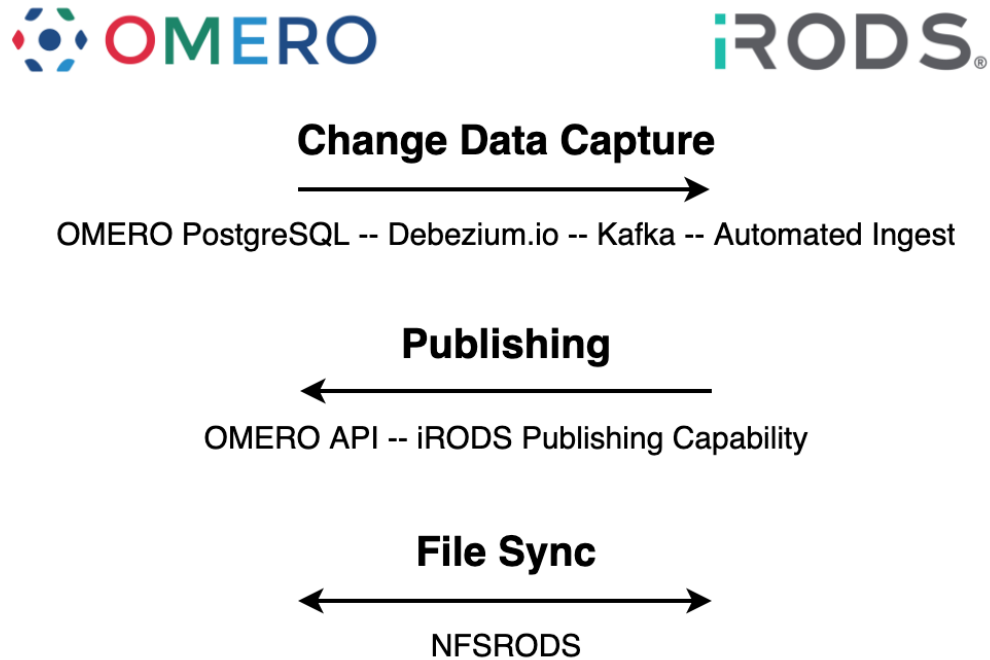 OMERO
iRODS®
Change Data Capture
OMERO PostgreSQL -- Debezium.io -- Kafka -- Automated Ingest
Publishing
OMERO API -- iRODS Publishing Capability
File Sync
NFSRODS